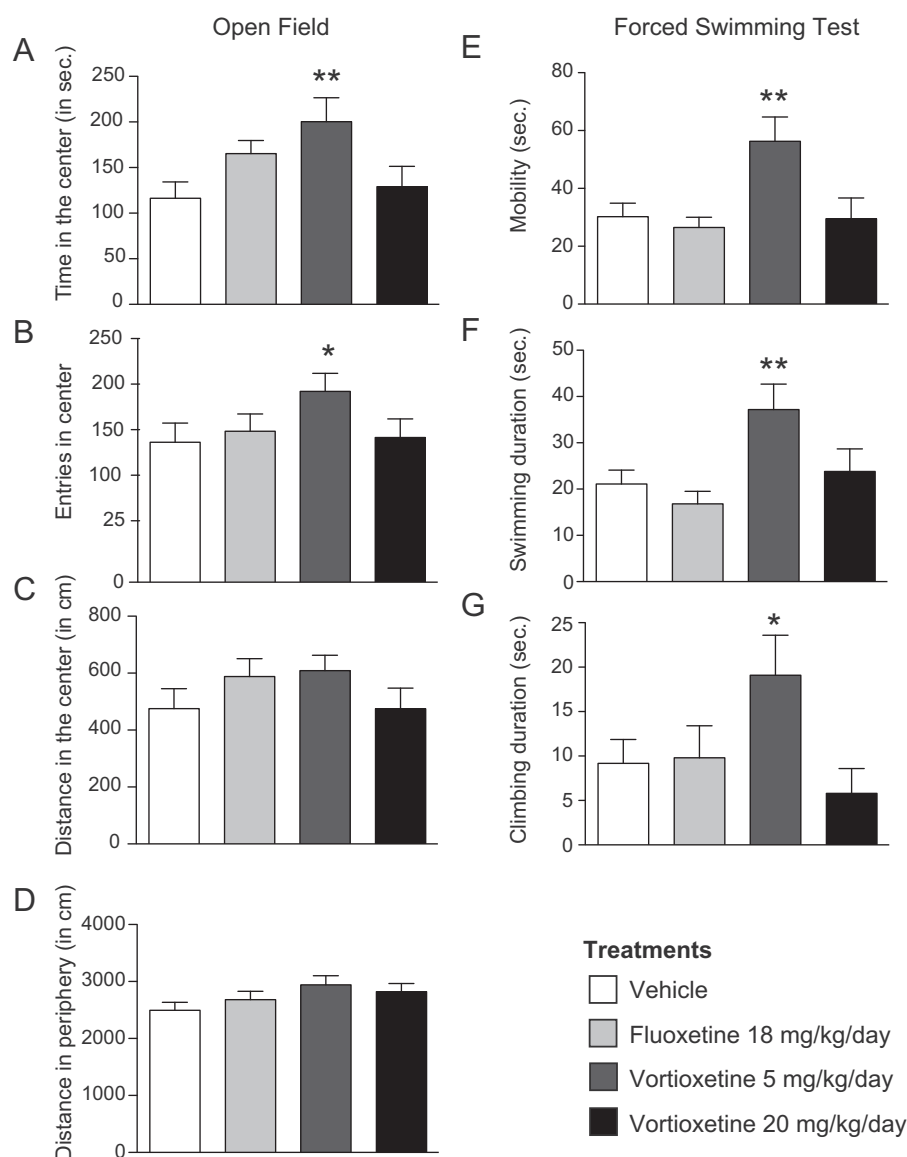 Open Field
Forced Swimming Test
A
Time in the center (in sec.)
250
200
150
100
50
0
**
B
Entries in center
250
200
150
100
25
0
*
C
Distance in the center (in cm)
800
600
400
200
0
D
Distance in periphery (in cm)
4000
3000
2000
1000
0
E
Mobility (sec.)
80
60
40
20
0
**
F
Swimming duration (sec.)
50
40
30
20
10
0
**
G
Climbing duration (sec.)
25
20
15
10
5
0
*
Treatments
Vehicle
Fluoxetine 18 mg/kg/day
Vortioxetine 5 mg/kg/day
Vortioxetine 20 mg/kg/day